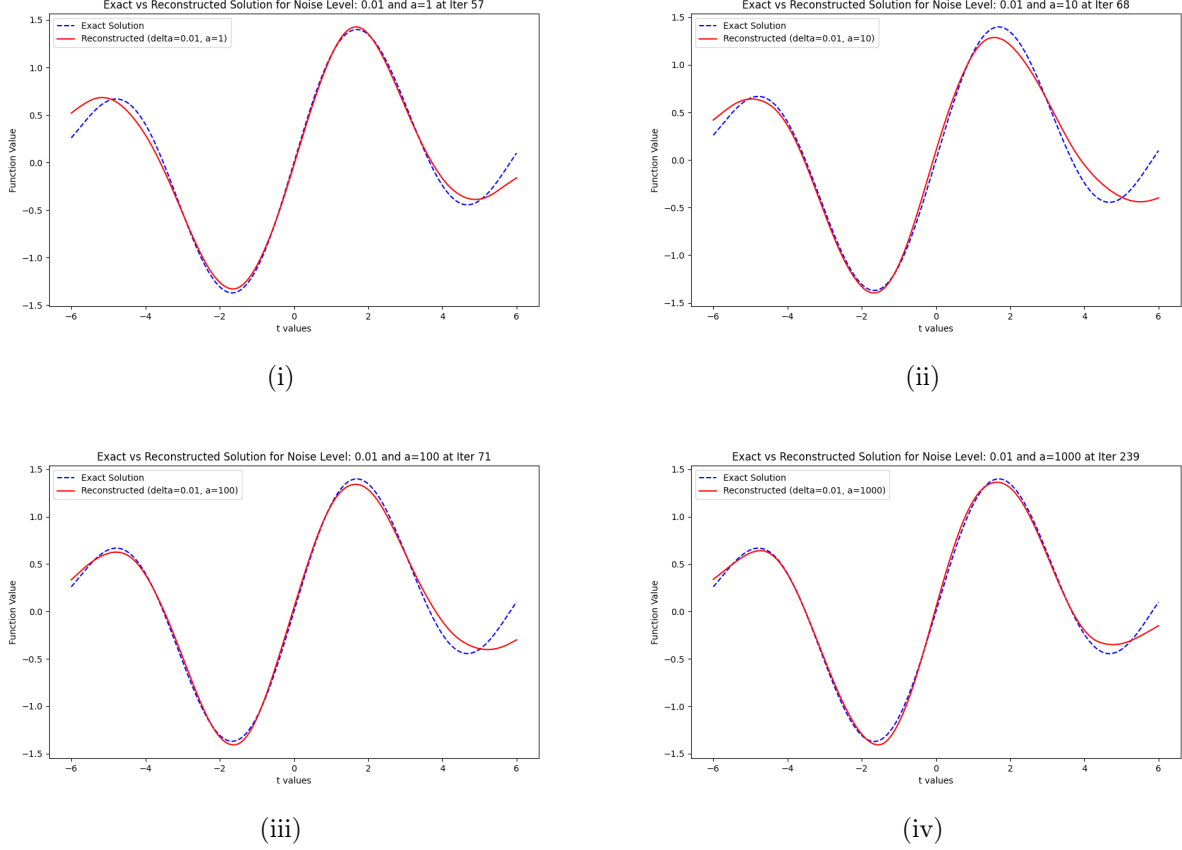 Exact vs Reconstructed Solution for Noise Level: 0.01 and a=1 at Iter 57
Exact Solution
Reconstructed (delta=0.01, a=1)
Function Value
1.5
1.0
0.5
0.0
−0.5
−1.0
−1.5
−6 −4 −2 0 2 4 6
t values
(i)
Exact vs Reconstructed Solution for Noise Level: 0.01 and a=10 at Iter 68
Exact Solution
Reconstructed (delta=0.01, a=10)
Function Value
1.5
1.0
0.5
0.0
−0.5
−1.0
−1.5
−6 −4 −2 0 2 4 6
t values
(ii)
Exact vs Reconstructed Solution for Noise Level: 0.01 and a=100 at Iter 71
Exact Solution
Reconstructed (delta=0.01, a=100)
Function Value
1.5
1.0
0.5
0.0
−0.5
−1.0
−1.5
−6 −4 −2 0 2 4 6
t values
(iii)
Exact vs Reconstructed Solution for Noise Level: 0.01 and a=1000 at Iter 239
Exact Solution
Reconstructed (delta=0.01, a=1000)
Function Value
1.5
1.0
0.5
0.0
−0.5
−1.0
−1.5
−6 −4 −2 0 2 4 6
t values
(iv)